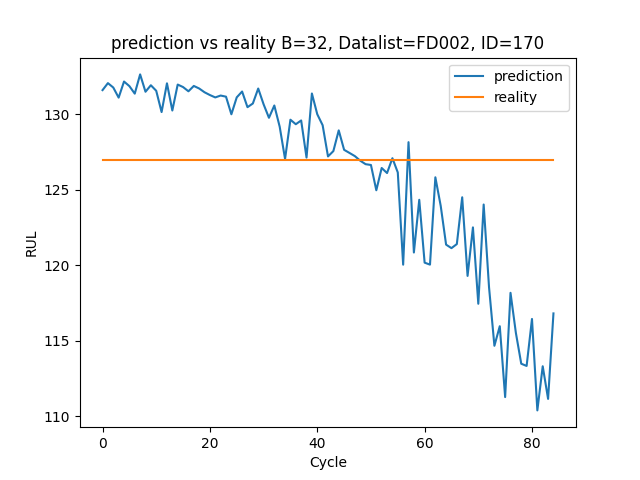 prediction vs reality B=32, Datalist=FD002, ID=170
prediction
reality
130
125
120
115
110
RUL
0 20 40 60 80
Cycle